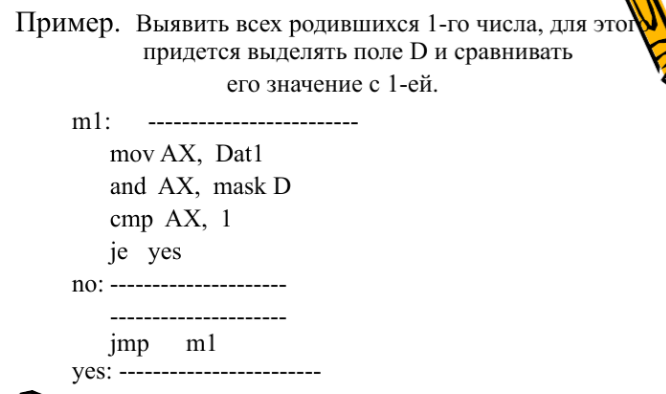 Пример. Выявить всех родившихся 1-го числа, для этого
придется выделять поле D и сравнивать
его значение с 1-ей.
m1: -------------------------
mov AX, Dat1
and AX, mask D
cmp AX, 1
je yes
no: ---------------------
---------------------
jmp m1
yes: ------------------------